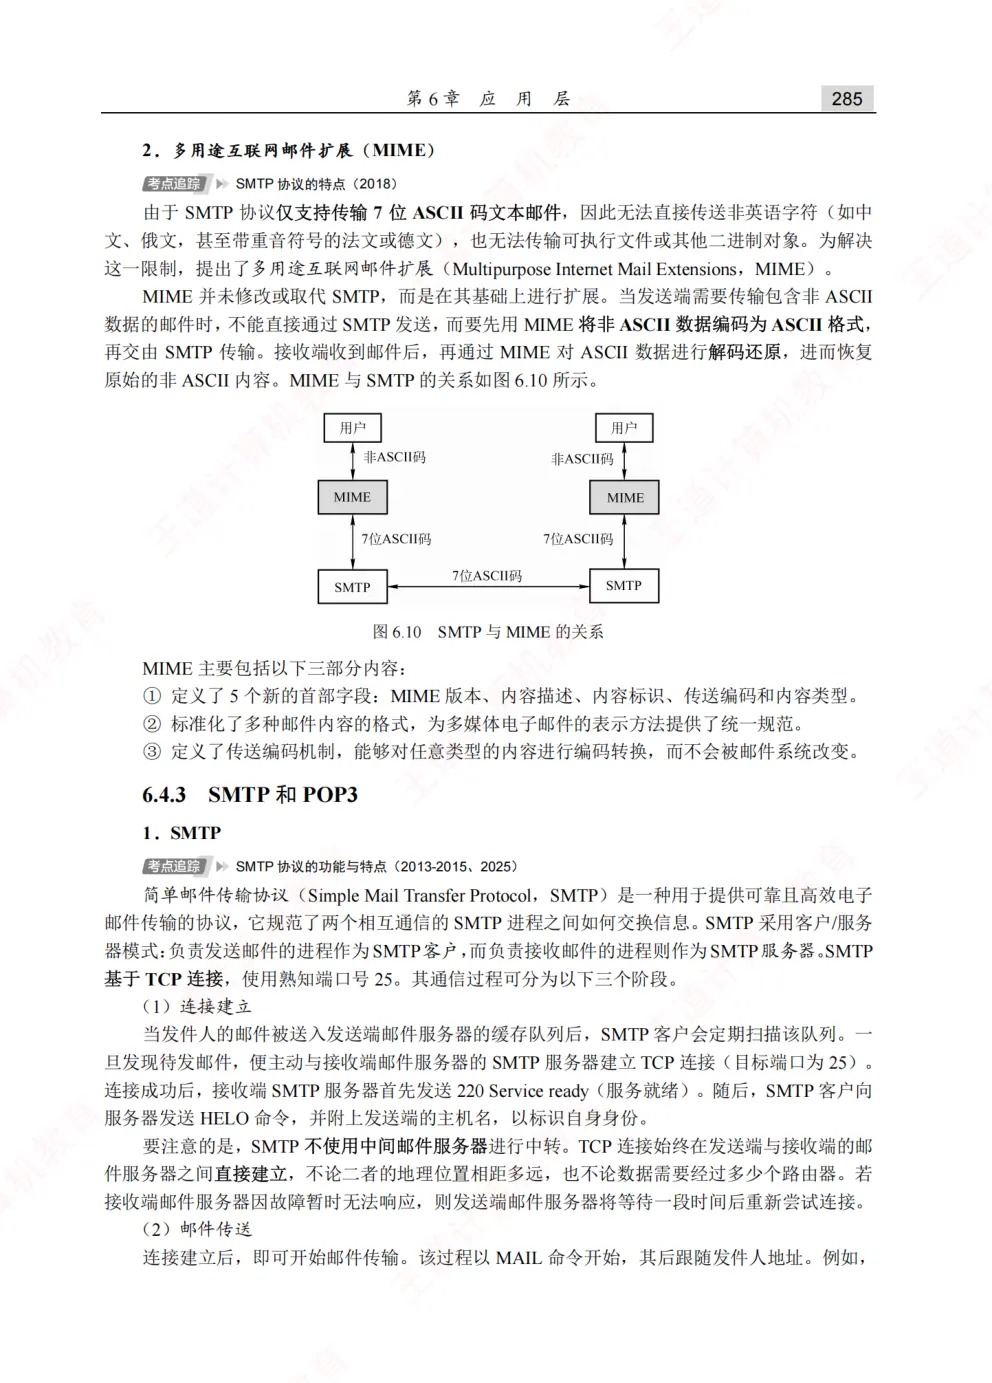 第6章 应 用 层 285
2．多用途互联网邮件扩展（MIME）
考点追踪 SMTP 协议的特点（2018）
由于 SMTP 协议仅支持传输 7 位 ASCII 码文本邮件，因此无法直接传送非英语字符（如中
文、俄文，甚至带重音符号的法文或德文），也无法传输可执行文件或其他二进制对象。为解决
这一限制，提出了多用途互联网邮件扩展（Multipurpose Internet Mail Extensions，MIME）。
MIME 并未修改或取代 SMTP，而是在其基础上进行扩展。当发送端需要传输包含非 ASCII
数据的邮件时，不能直接通过 SMTP 发送，而要先用 MIME 将非 ASCII 数据编码为 ASCII 格式，
再交由 SMTP 传输。接收端收到邮件后，再通过 MIME 对 ASCII 数据进行解码还原，进而恢复
原始的非 ASCII 内容。MIME 与 SMTP 的关系如图 6.10 所示。
用户 用户
非ASCII码 非ASCII码
MIME MIME
7位ASCII码 7位ASCII码
7位ASCII码
SMTP SMTP
图 6.10 SMTP 与 MIME 的关系
MIME 主要包括以下三部分内容：
① 定义了 5 个新的首部字段：MIME 版本、内容描述、内容标识、传送编码和内容类型。
② 标准化了多种邮件内容的格式，为多媒体电子邮件的表示方法提供了统一规范。
③ 定义了传送编码机制，能够对任意类型的内容进行编码转换，而不会被邮件系统改变。
6.4.3 SMTP 和 POP3
1．SMTP
考点追踪 SMTP 协议的功能与特点（2013-2015、2025）
简单邮件传输协议（Simple Mail Transfer Protocol，SMTP）是一种用于提供可靠且高效电子
邮件传输的协议，它规范了两个相互通信的 SMTP 进程之间如何交换信息。SMTP 采用客户/服务
器模式：负责发送邮件的进程作为SMTP客户，而负责接收邮件的进程则作为SMTP服务器。SMTP
基于 TCP 连接，使用熟知端口号 25。其通信过程可分为以下三个阶段。
（1）连接建立
当发件人的邮件被送入发送端邮件服务器的缓存队列后，SMTP 客户会定期扫描该队列。一
旦发现待发邮件，便主动与接收端邮件服务器的 SMTP 服务器建立 TCP 连接（目标端口为 25）。
连接成功后，接收端 SMTP 服务器首先发送 220 Service ready（服务就绪）。随后，SMTP 客户向
服务器发送 HELO 命令，并附上发送端的主机名，以标识自身身份。
要注意的是，SMTP 不使用中间邮件服务器进行中转。TCP 连接始终在发送端与接收端的邮
件服务器之间直接建立，不论二者的地理位置相距多远，也不论数据需要经过多少个路由器。若
接收端邮件服务器因故障暂时无法响应，则发送端邮件服务器将等待一段时间后重新尝试连接。
（2）邮件传送
连接建立后，即可开始邮件传输。该过程以 MAIL 命令开始，其后跟随发件人地址。例如，
王道计算机教育